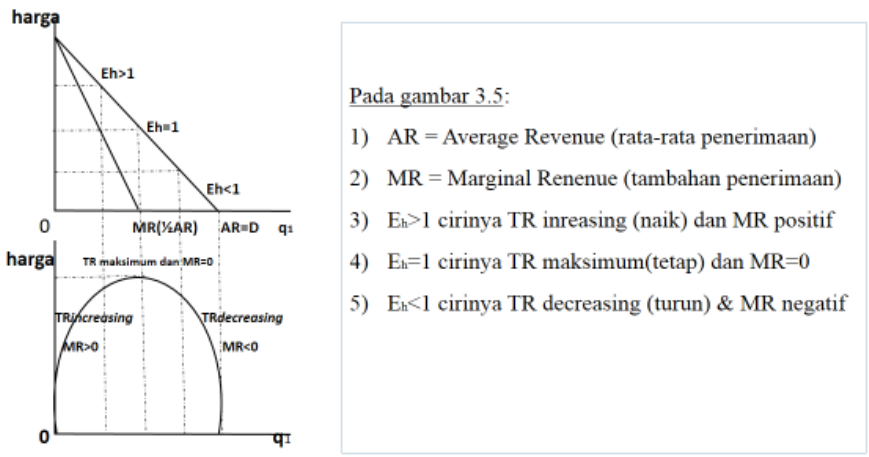 harga
Eh>1
Eh=1
Eh<1
0
MR(½AR)
AR=D
q₁
harga
TR maksimum dan MR=0
TRincreasing
TRdecreasing
MR>0
MR<0
0
qI
Pada gambar 3.5:
1) AR = Average Revenue (rata-rata penerimaan)
2) MR = Marginal Renenue (tambahan penerimaan)
3) Eₕ>1 cirinya TR inreasing (naik) dan MR positif
4) Eₕ=1 cirinya TR maksimum(tetap) dan MR=0
5) Eₕ<1 cirinya TR decreasing (turun) & MR negatif